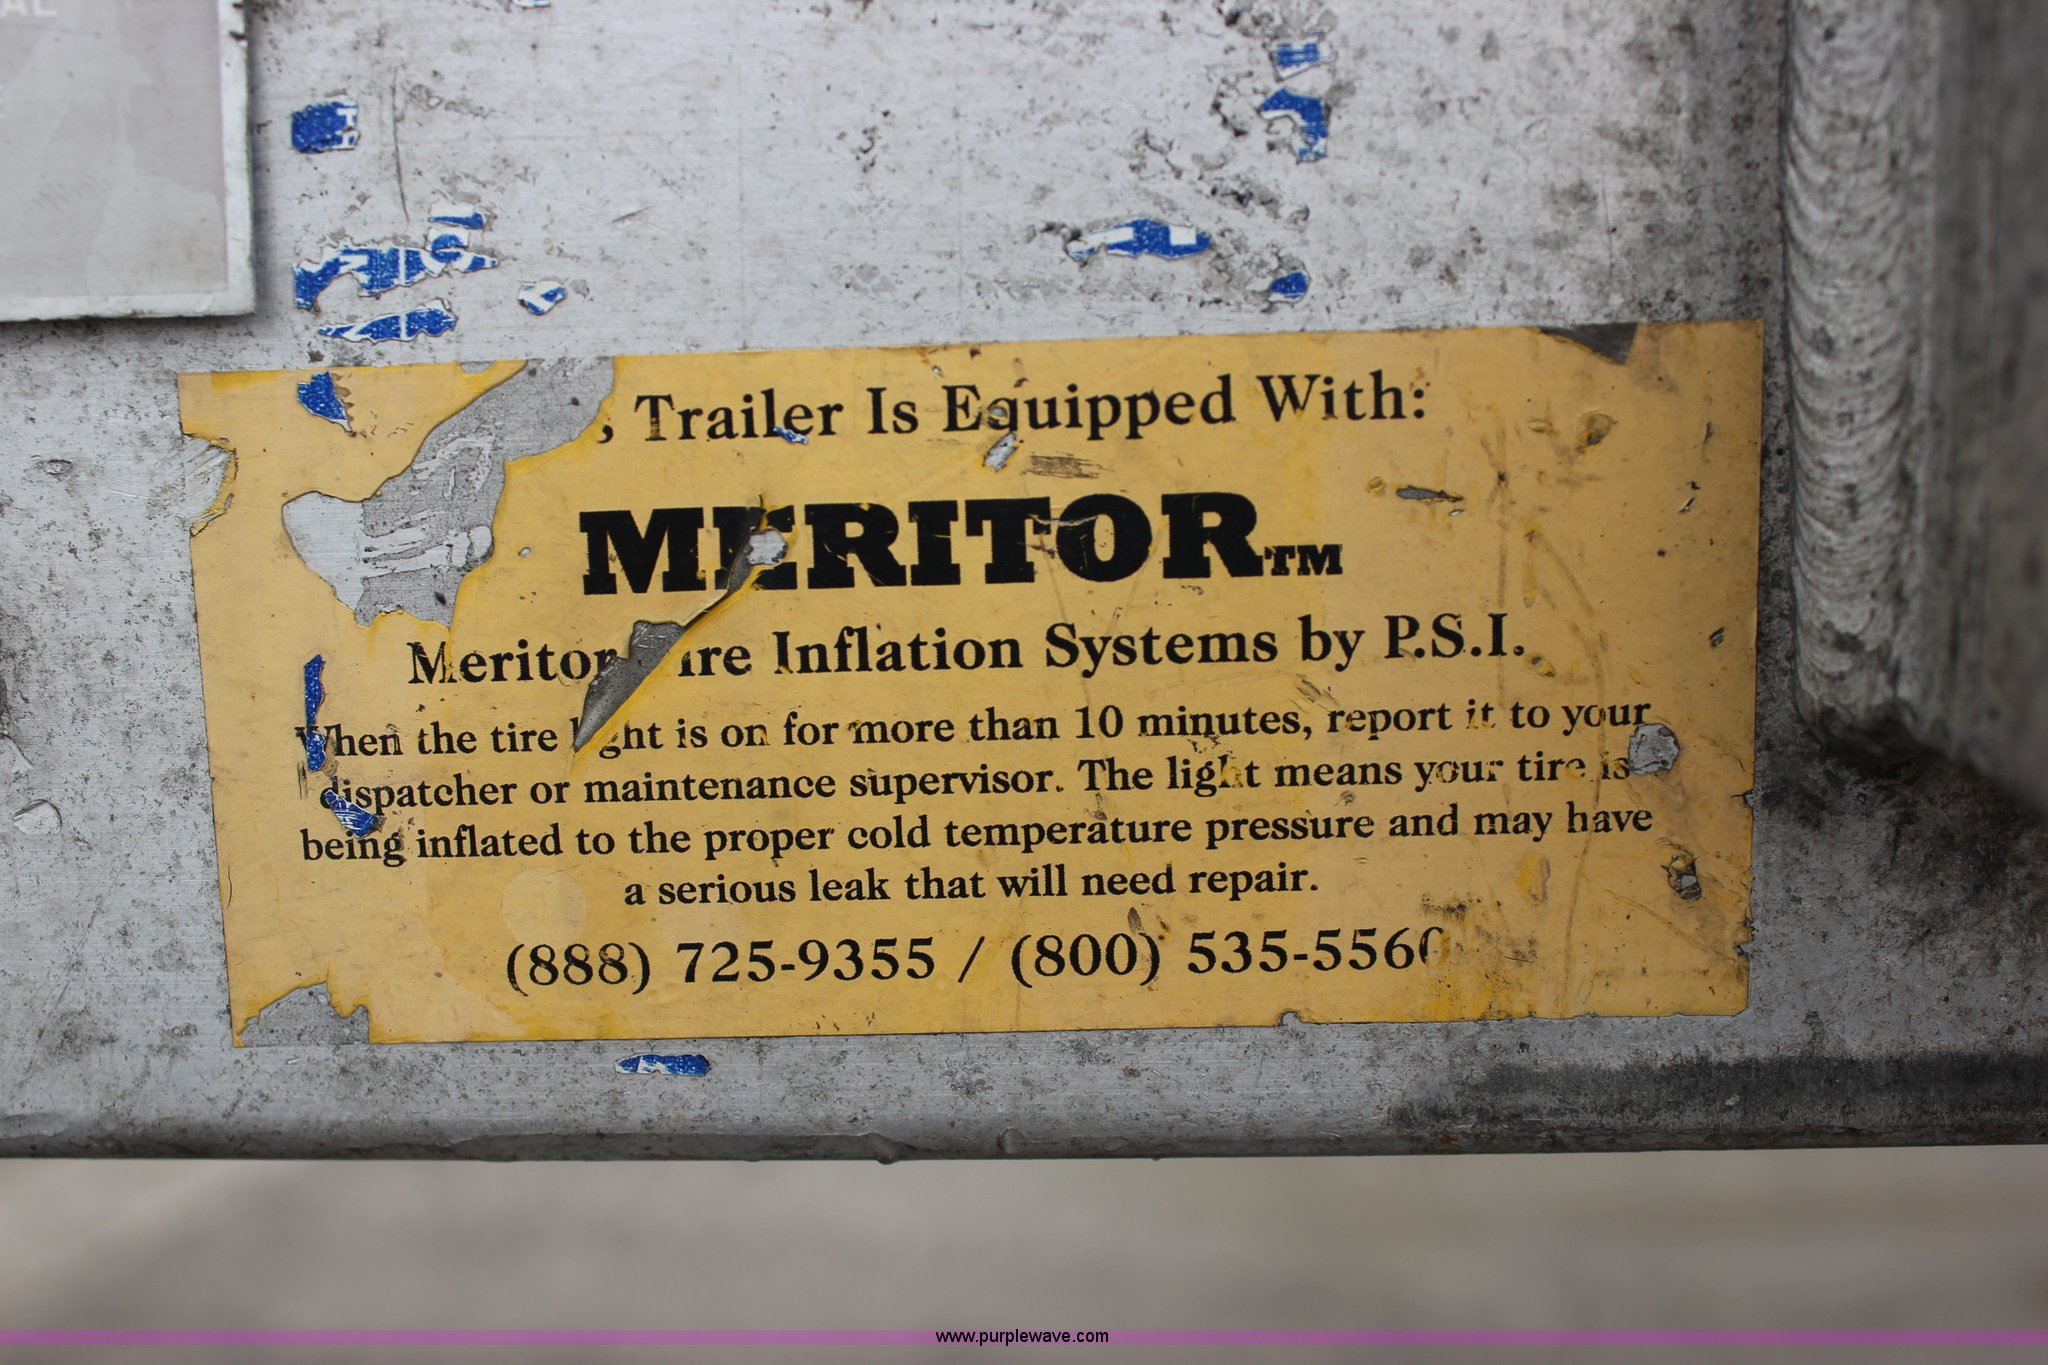 AL
Trailer Is Equipped With:
MERITOR TM
Meritor Tire Inflation Systems by P.S.I.
When the tire light is on for more than 10 minutes, report it to your
dispatcher or maintenance supervisor. The light means your tire is
being inflated to the proper cold temperature pressure and may have
a serious leak that will need repair.
(888) 725-9355 / (800) 535-5560
www.purplewave.com